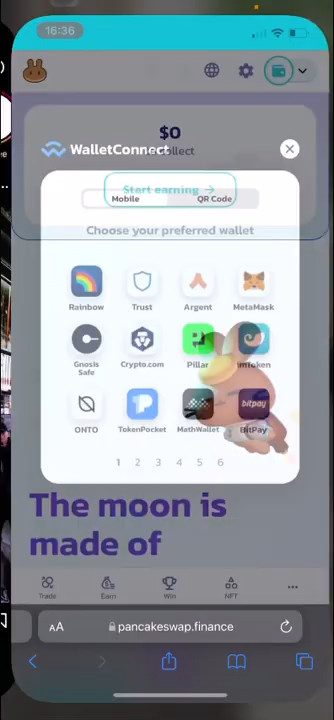 16:36
$0
WalletConnect
Start earning →
Mobile
QR Code
Choose your preferred wallet
Rainbow
Trust
Argent
MetaMask
Gnosis
Safe
Crypto.com
Pillar
imToken
ONTO
TokenPocket
MathWallet
bitpay
BitPay
1 2 3 4 5 6
The moon is
made of
Trade
Earn
Win
NFT
AA
pancakeswap.finance